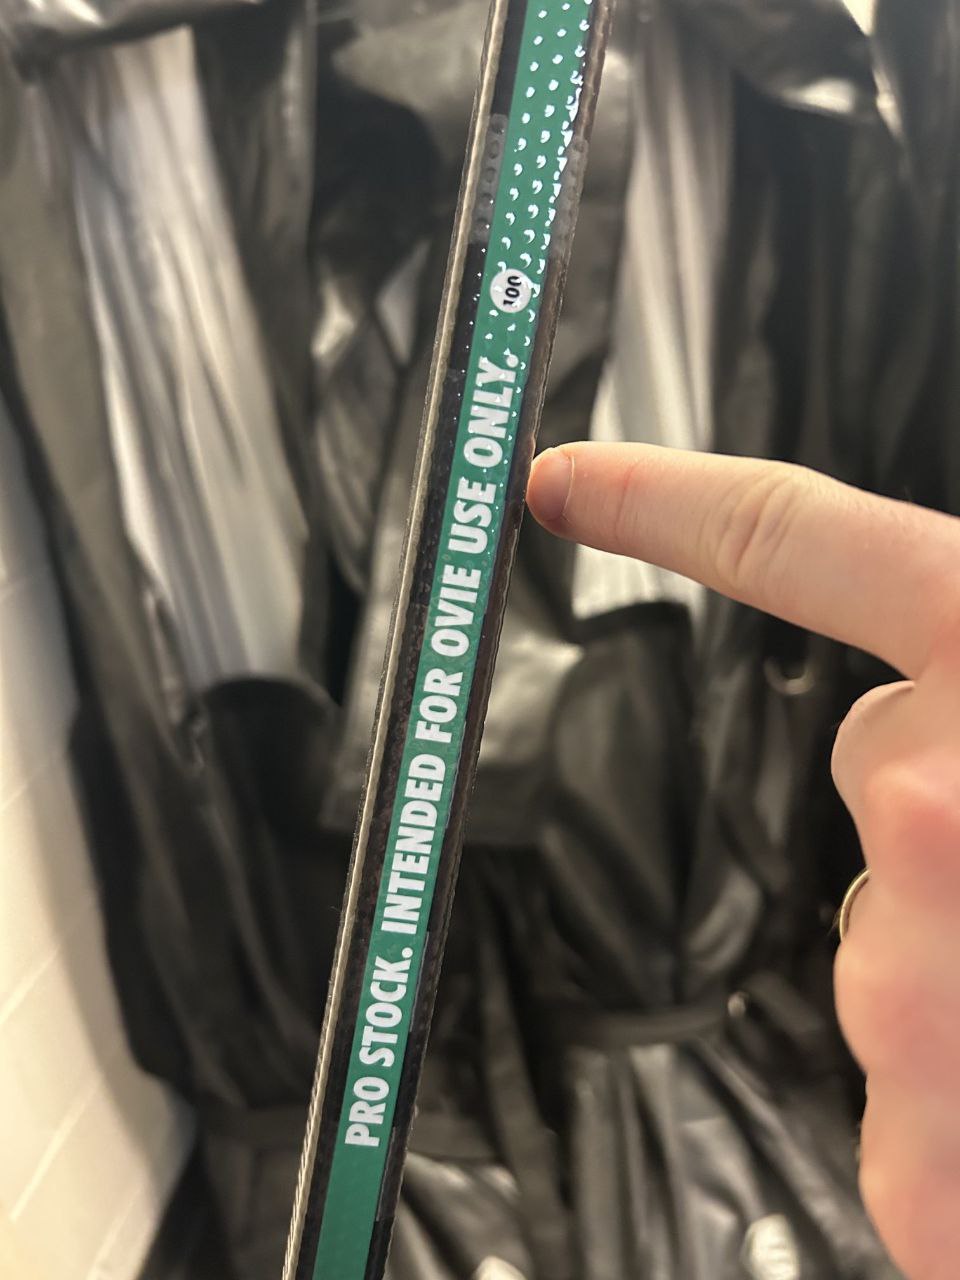 PRO STOCK. INTENDED FOR OVIE USE ONLY.
100